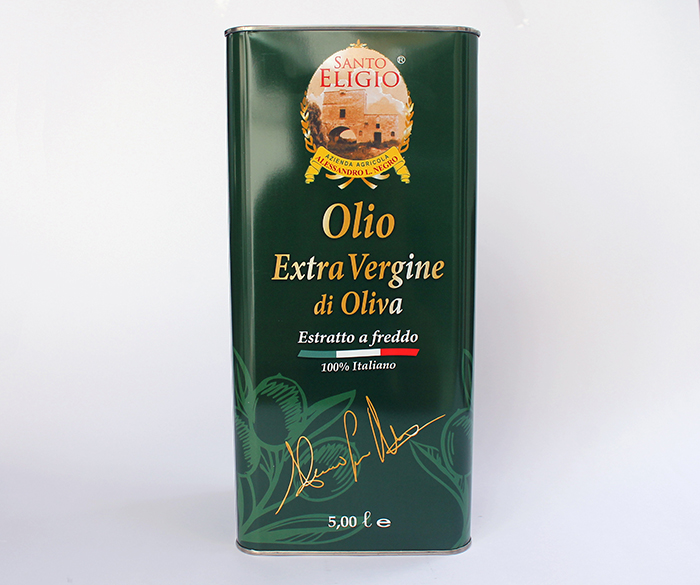 SANTO
ELIGIO ®
AZIENDA AGRICOLA
ALESSANDRO L. NEGRO
Olio
Extra Vergine
di Oliva
Estratto a freddo
100% Italiano
5,00 ℓ ℮